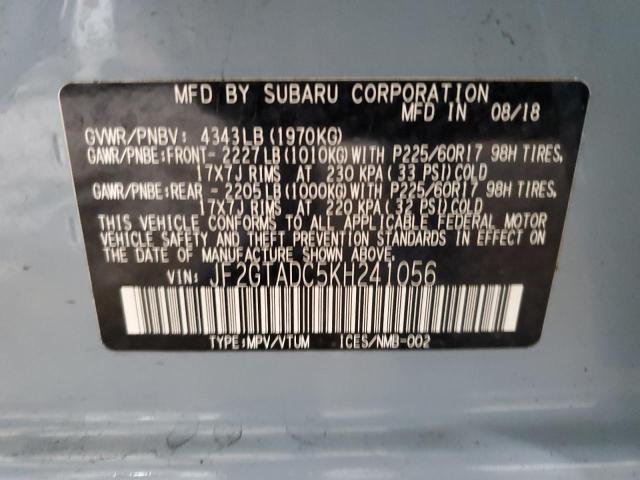 MFD BY SUBARU CORPORATION
MFD IN 08/18
GVWR/PNBV: 4343LB(1970KG)
GAWR/PNBE:FRONT- 2227LB(1010KG)WITH P225/60R17 98H TIRES,
17X7J RIMS AT 230 KPA(33 PSI)COLD
GAWR/PNBE:REAR - 2205LB(1000KG)WITH P225/60R17 98H TIRES,
17X7J RIMS AT 220 KPA(32 PSI)COLD
THIS VEHICLE CONFORMS TO ALL APPLICABLE FEDERAL MOTOR
VEHICLE SAFETY AND THEFT PREVENTION STANDARDS IN EFFECT ON
THE DATE OF MANUFACTURE SHOWN ABOVE.
VIN: JF2GTADC5KH241056
TYPE:MPV/VTUM ICES/NMB-002